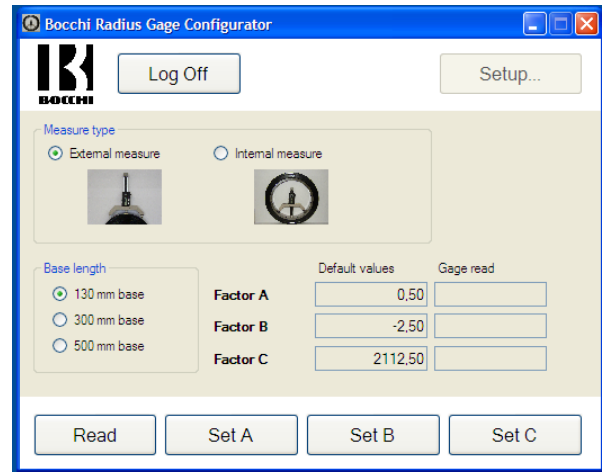 Bocchi Radius Gage Configurator
BOCCHI
Log Off
Setup...
Measure type
External measure
Internal measure
Base length
Default values
Gage read
130 mm base
300 mm base
500 mm base
Factor A
0,50
Factor B
-2,50
Factor C
2112,50
Read
Set A
Set B
Set C